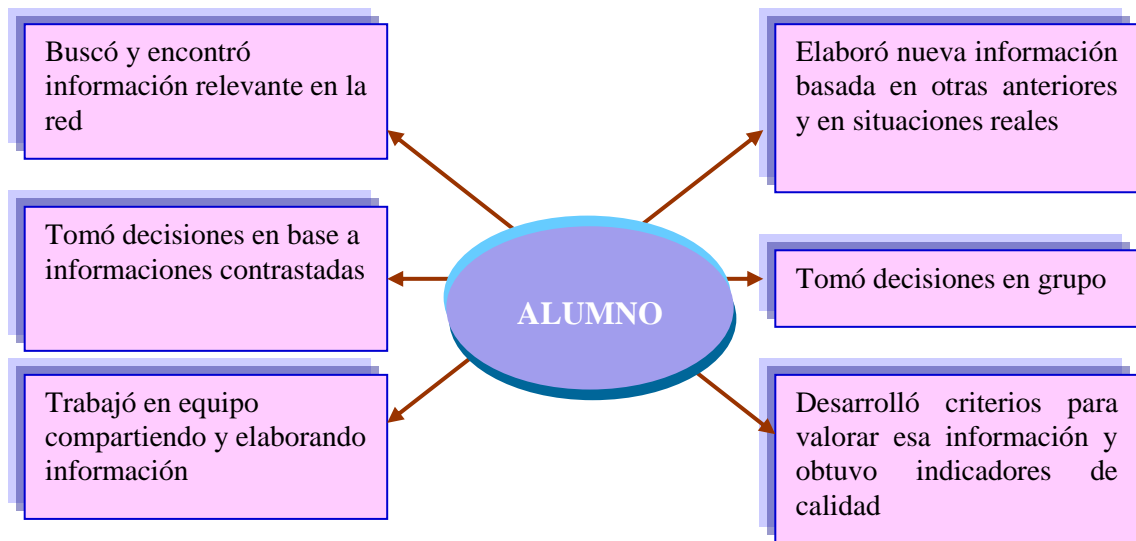 Buscó y encontró
información relevante en la
red
Tomó decisiones en base a
informaciones contrastadas
Trabajó en equipo
compartiendo y elaborando
información
ALUMNO
Elaboró nueva información
basada en otras anteriores
y en situaciones reales
Tomó decisiones en grupo
Desarrolló criterios para
valorar esa información y
obtuvo indicadores de
calidad